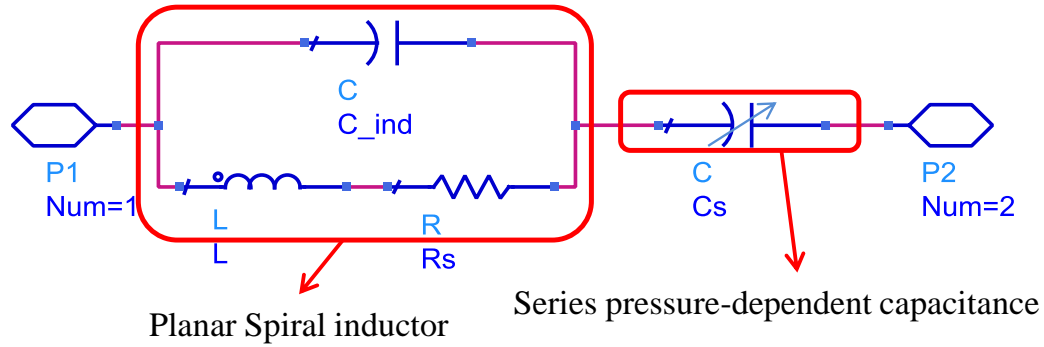 C
C_ind
P1
Num=1
L
L
R
Rs
C
Cs
P2
Num=2
Planar Spiral inductor
Series pressure-dependent capacitance